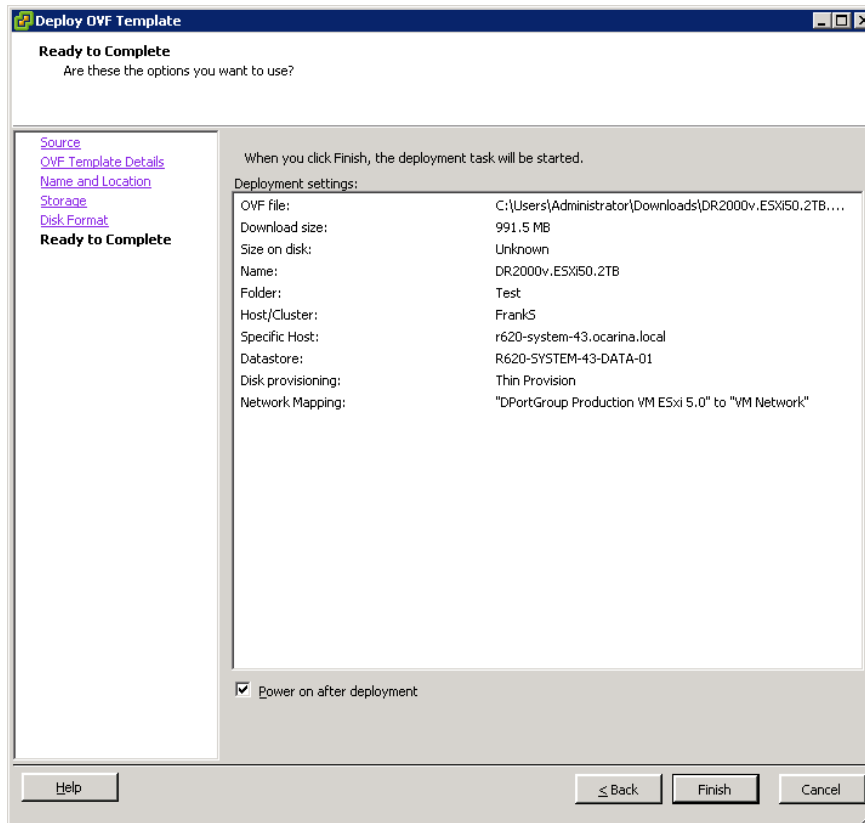 Deploy OVF Template
Ready to Complete
Are these the options you want to use?
Source
OVF Template Details
Name and Location
Storage
Disk Format
Ready to Complete
When you click Finish, the deployment task will be started.
Deployment settings:
OVF file: C:\Users\Administrator\Downloads\DR2000v.ESXi50.2TB....
Download size: 991.5 MB
Size on disk: Unknown
Name: DR2000v.ESXi50.2TB
Folder: Test
Host/Cluster: FrankS
Specific Host: r620-system-43.ocarina.local
Datastore: R620-SYSTEM-43-DATA-01
Disk provisioning: Thin Provision
Network Mapping: "DPortGroup Production VM ESxi 5.0" to "VM Network"
Power on after deployment
Help
< Back
Finish
Cancel